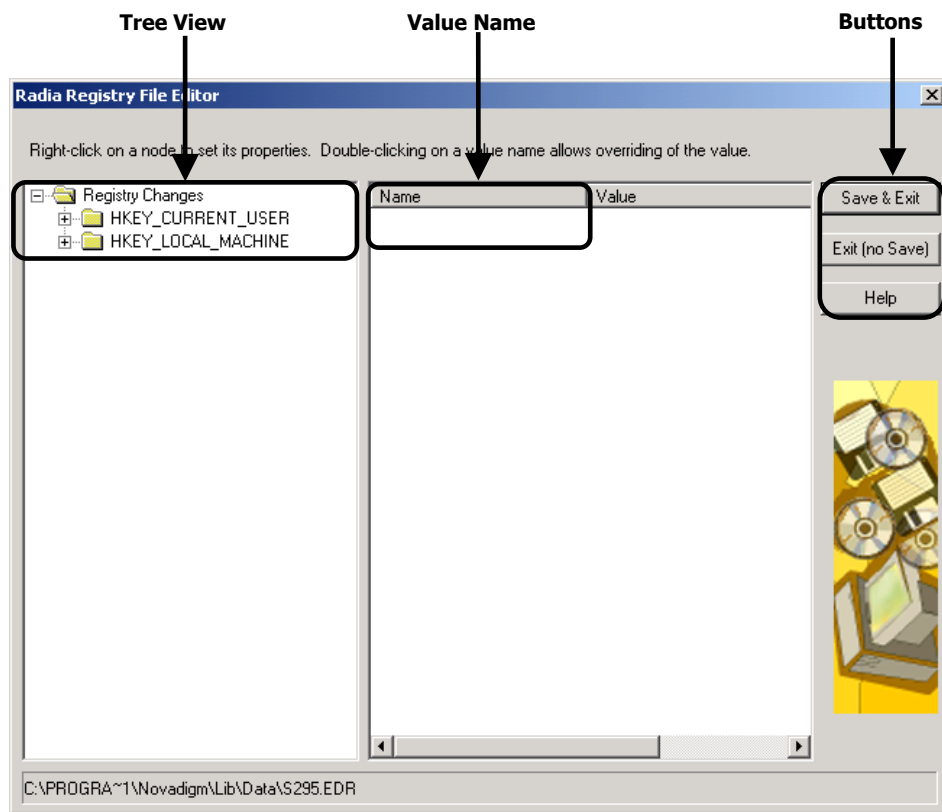 Tree View Value Name Buttons
Radia Registry File Editor
Right-click on a node to set its properties. Double-clicking on a value name allows overriding of the value.
Registry Changes
HKEY_CURRENT_USER
HKEY_LOCAL_MACHINE
Name Value
Save & Exit
Exit (no Save)
Help
C:\PROGRA~1\Novadigm\Lib\Data\S295.EDR